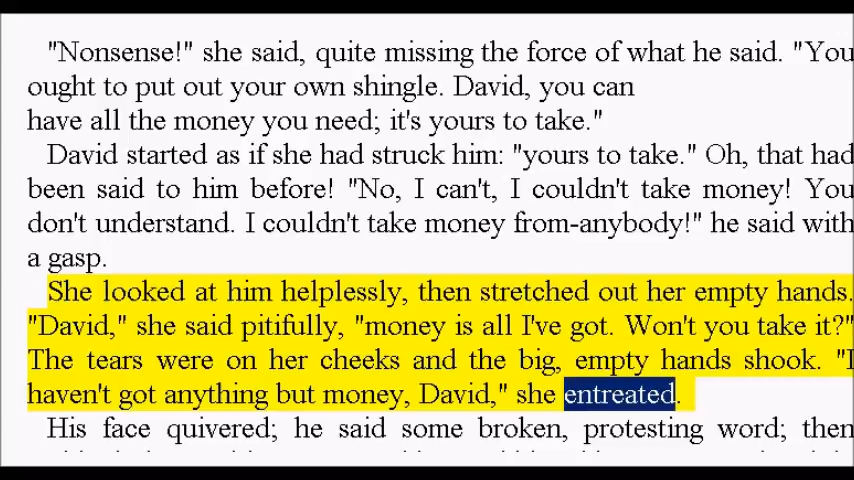 "Nonsense!" she said, quite missing the force of what he said. "You
ought to put out your own shingle. David, you can
have all the money you need; it's yours to take."
David started as if she had struck him: "yours to take." Oh, that had
been said to him before! "No, I can't, I couldn't take money! You
don't understand. I couldn't take money from-anybody!" he said with
a gasp.
She looked at him helplessly, then stretched out her empty hands.
"David," she said pitifully, "money is all I've got. Won't you take it?"
The tears were on her cheeks and the big, empty hands shook. "I
haven't got anything but money, David," she entreated.
His face quivered; he said some broken, protesting word; then